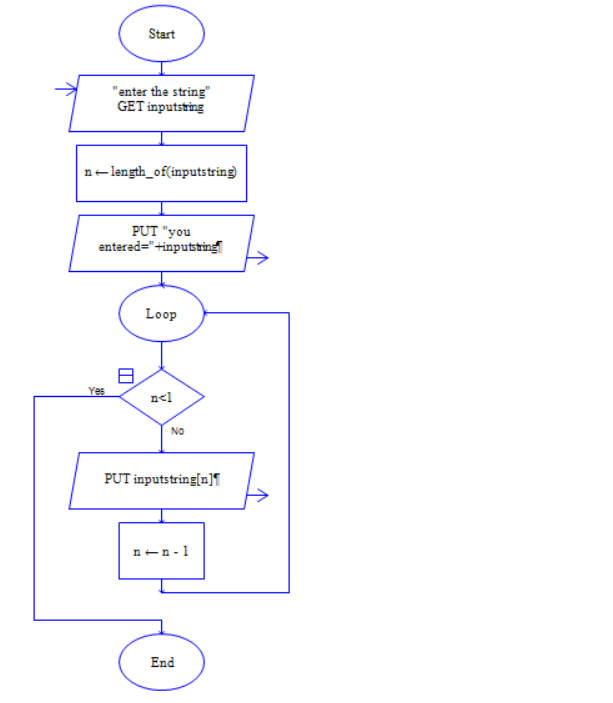 Start
"enter the string"
GET inputstring
n←length_of(inputstring)
PUT "you
entered="+inputstring¶
Loop
Yes
n<1
No
PUT inputstring[n]¶
n ← n - 1
End